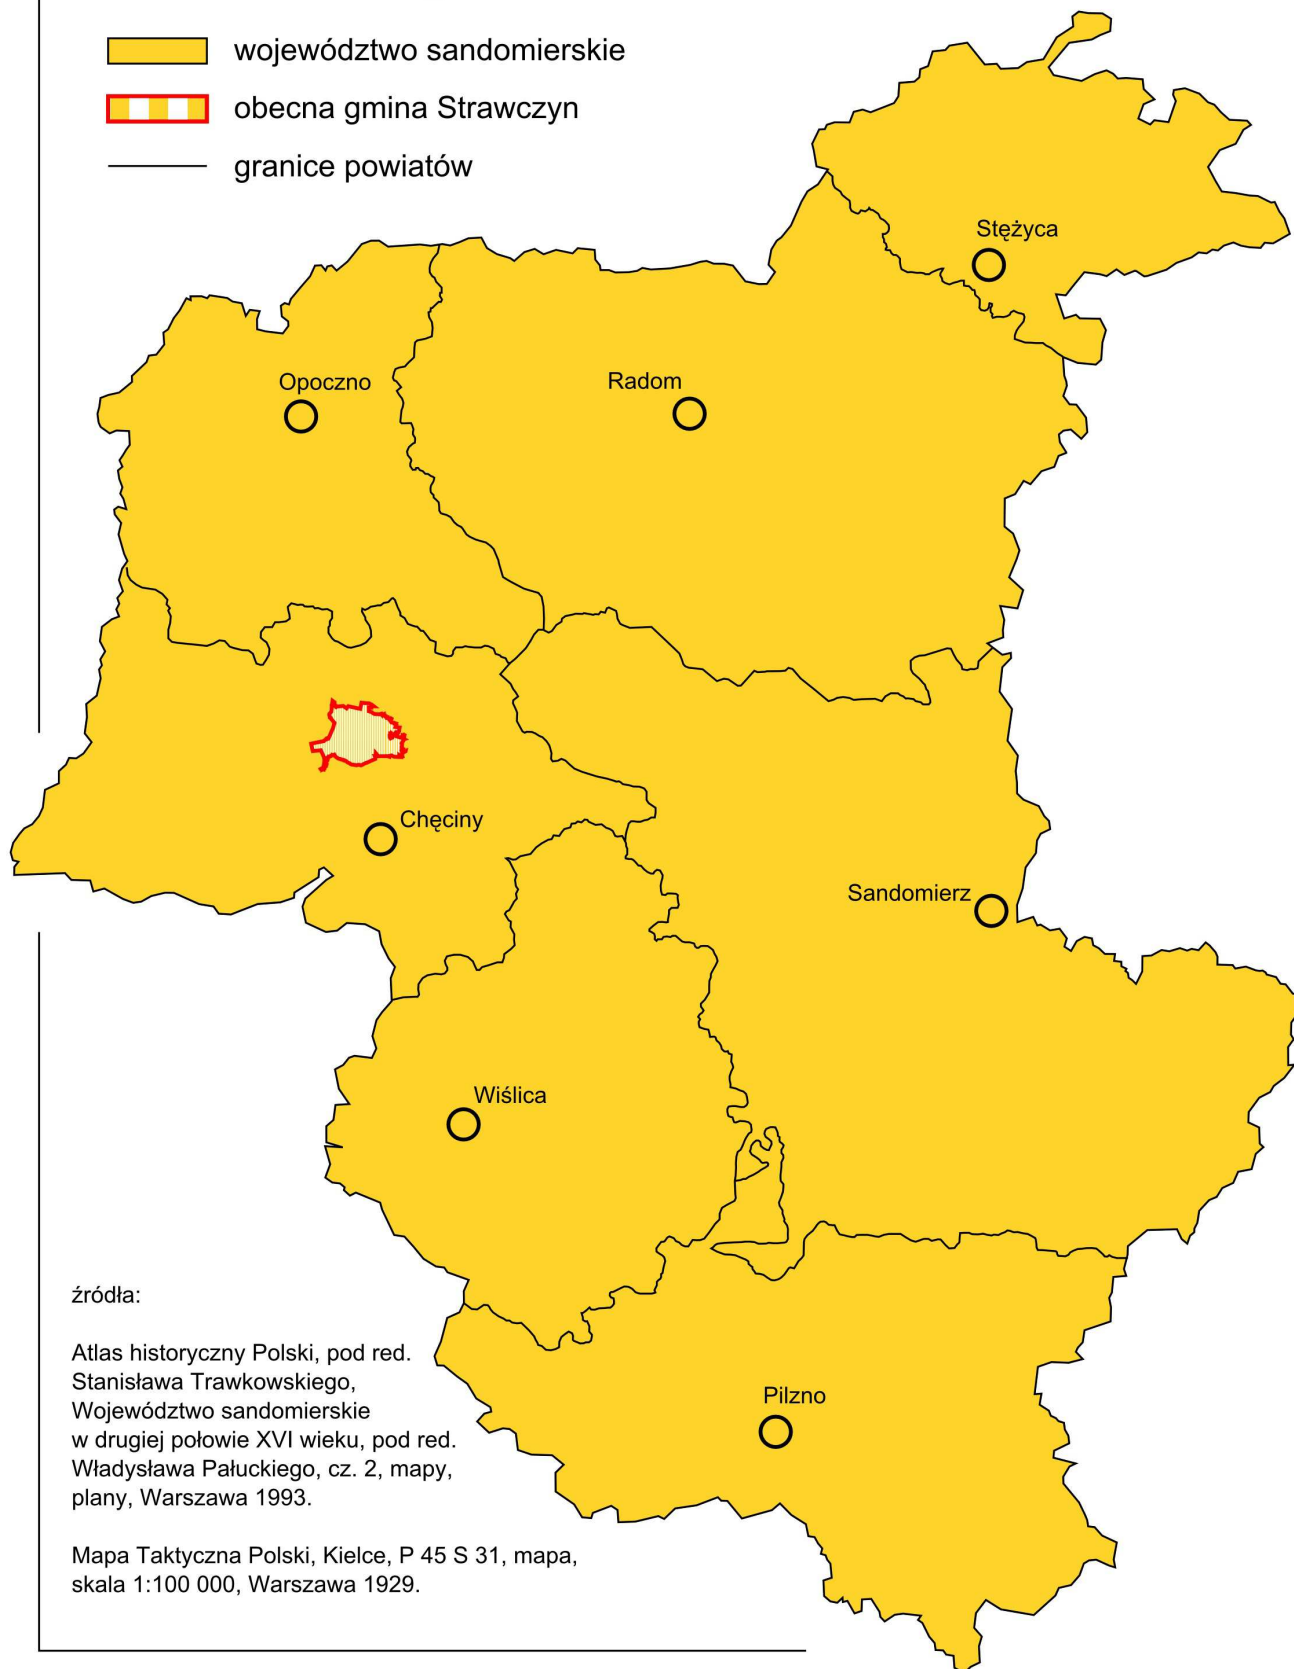 województwo sandomierskie
obecna gmina Strawczyn
granice powiatów
Stężyca
Opoczno
Radom
Chęciny
Sandomierz
Wiślica
Pilzno
źródła:
Atlas historyczny Polski, pod red.
Stanisława Trawkowskiego,
Województwo sandomierskie
w drugiej połowie XVI wieku, pod red.
Władysława Pałuckiego, cz. 2, mapy,
plany, Warszawa 1993.
Mapa Taktyczna Polski, Kielce, P 45 S 31, mapa,
skala 1:100 000, Warszawa 1929.